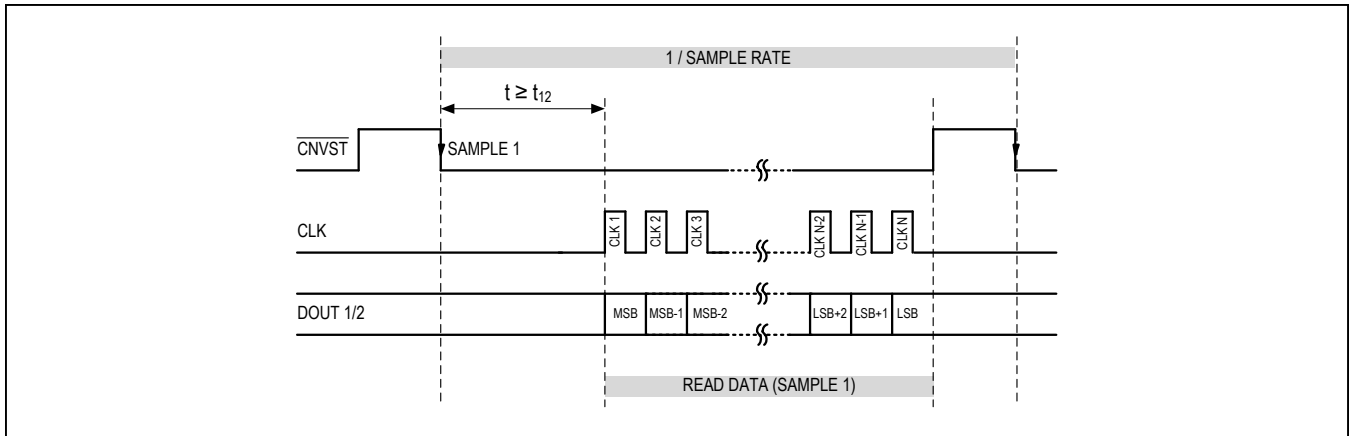 1 / SAMPLE RATE
t ≥ t12
CNVST
SAMPLE 1
CLK
CLK 1
CLK 2
CLK 3
CLK N-2
CLK N-1
CLK N
DOUT 1/2
MSB
MSB-1
MSB-2
LSB+2
LSB+1
LSB
READ DATA (SAMPLE 1)